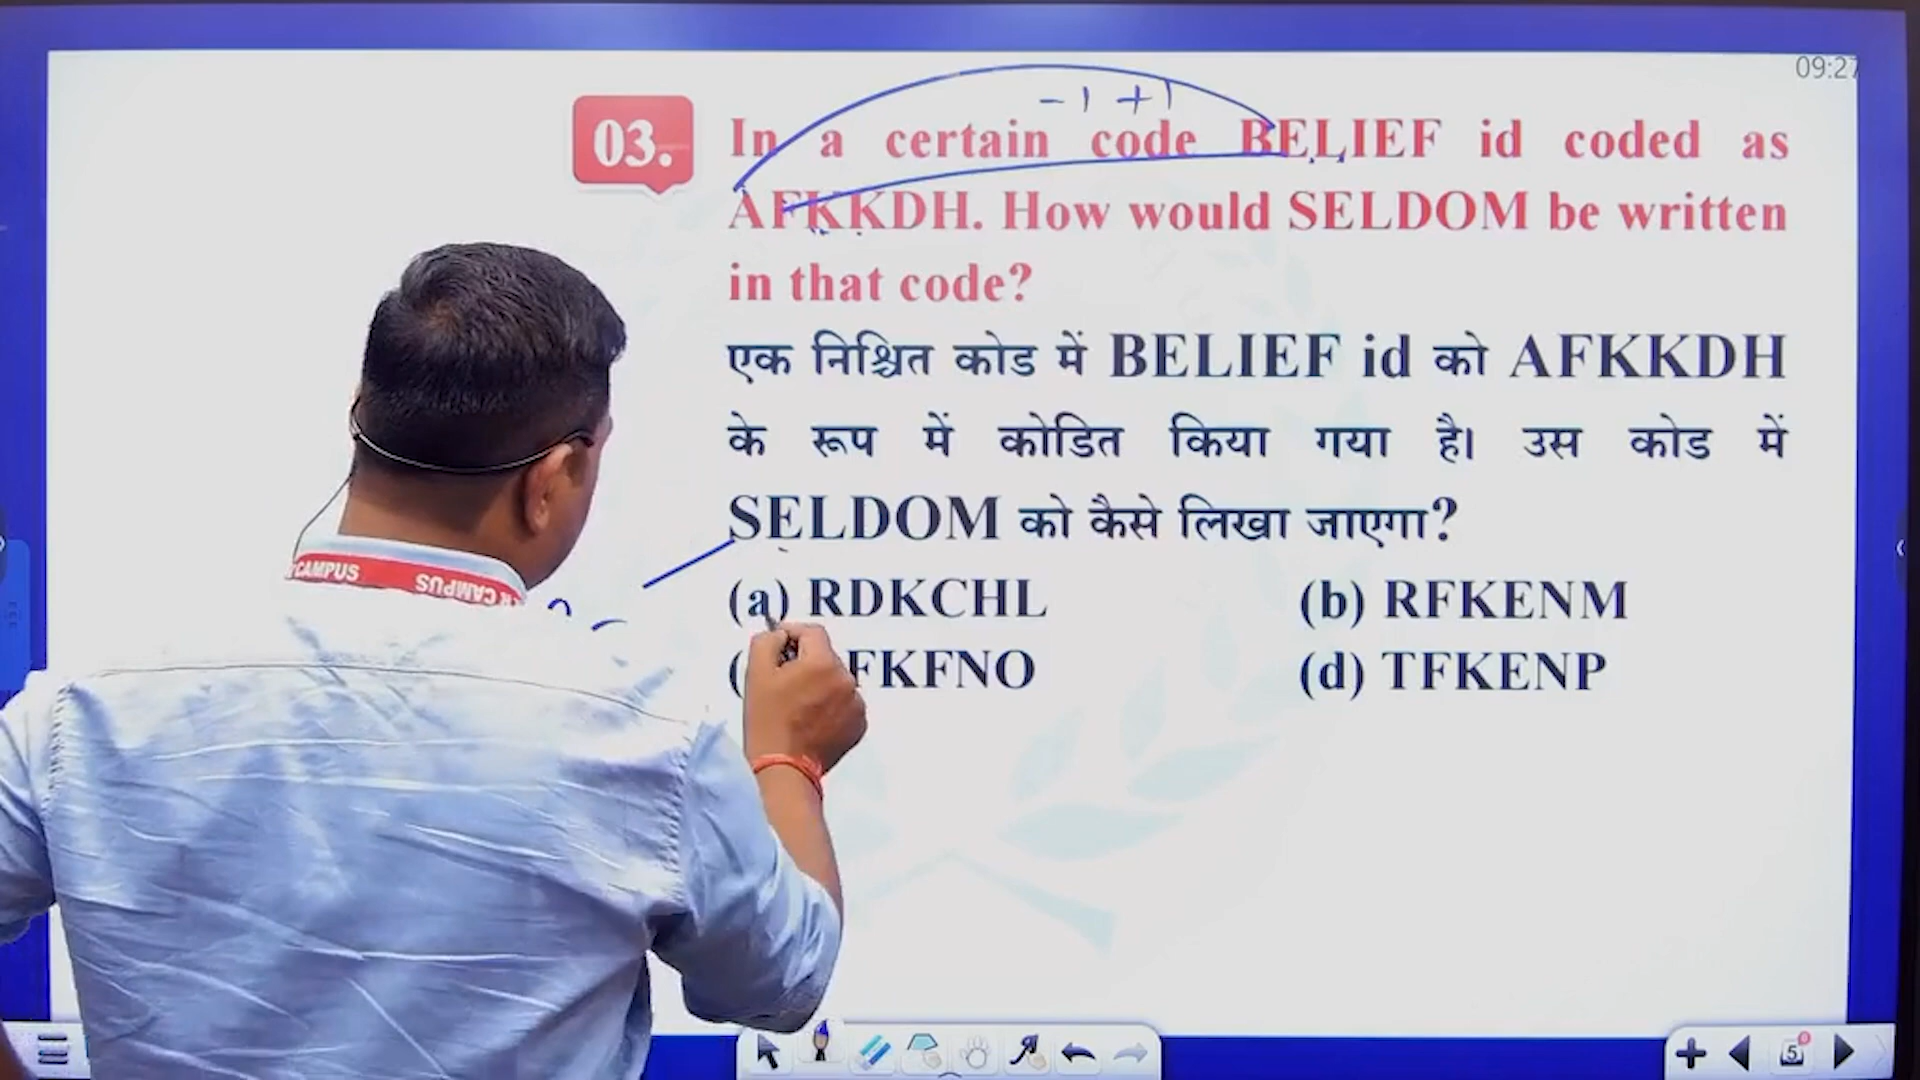 09:27
-1 +1
03. In a certain code BELIEF id coded as
AFKKDH. How would SELDOM be written
in that code?
एक निश्चित कोड में BELIEF id को AFKKDH
के रूप में कोडित किया गया है। उस कोड में
SELDOM को कैसे लिखा जाएगा?
(a) RDKCHL (b) RFKENM
FKFNO (d) TFKENP
CAMPUS CAMPUS
5